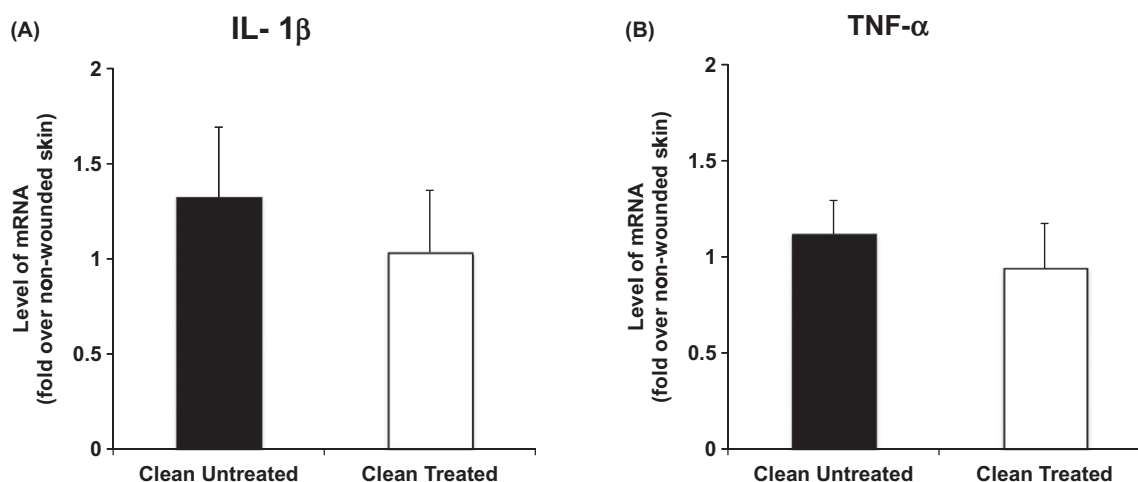 (A)
IL- 1β
Level of mRNA
(fold over non-wounded skin)
2
1.5
1
0.5
0
Clean Untreated
Clean Treated
(B)
TNF-α
Level of mRNA
(fold over non-wounded skin)
2
1.5
1
0.5
0
Clean Untreated
Clean Treated